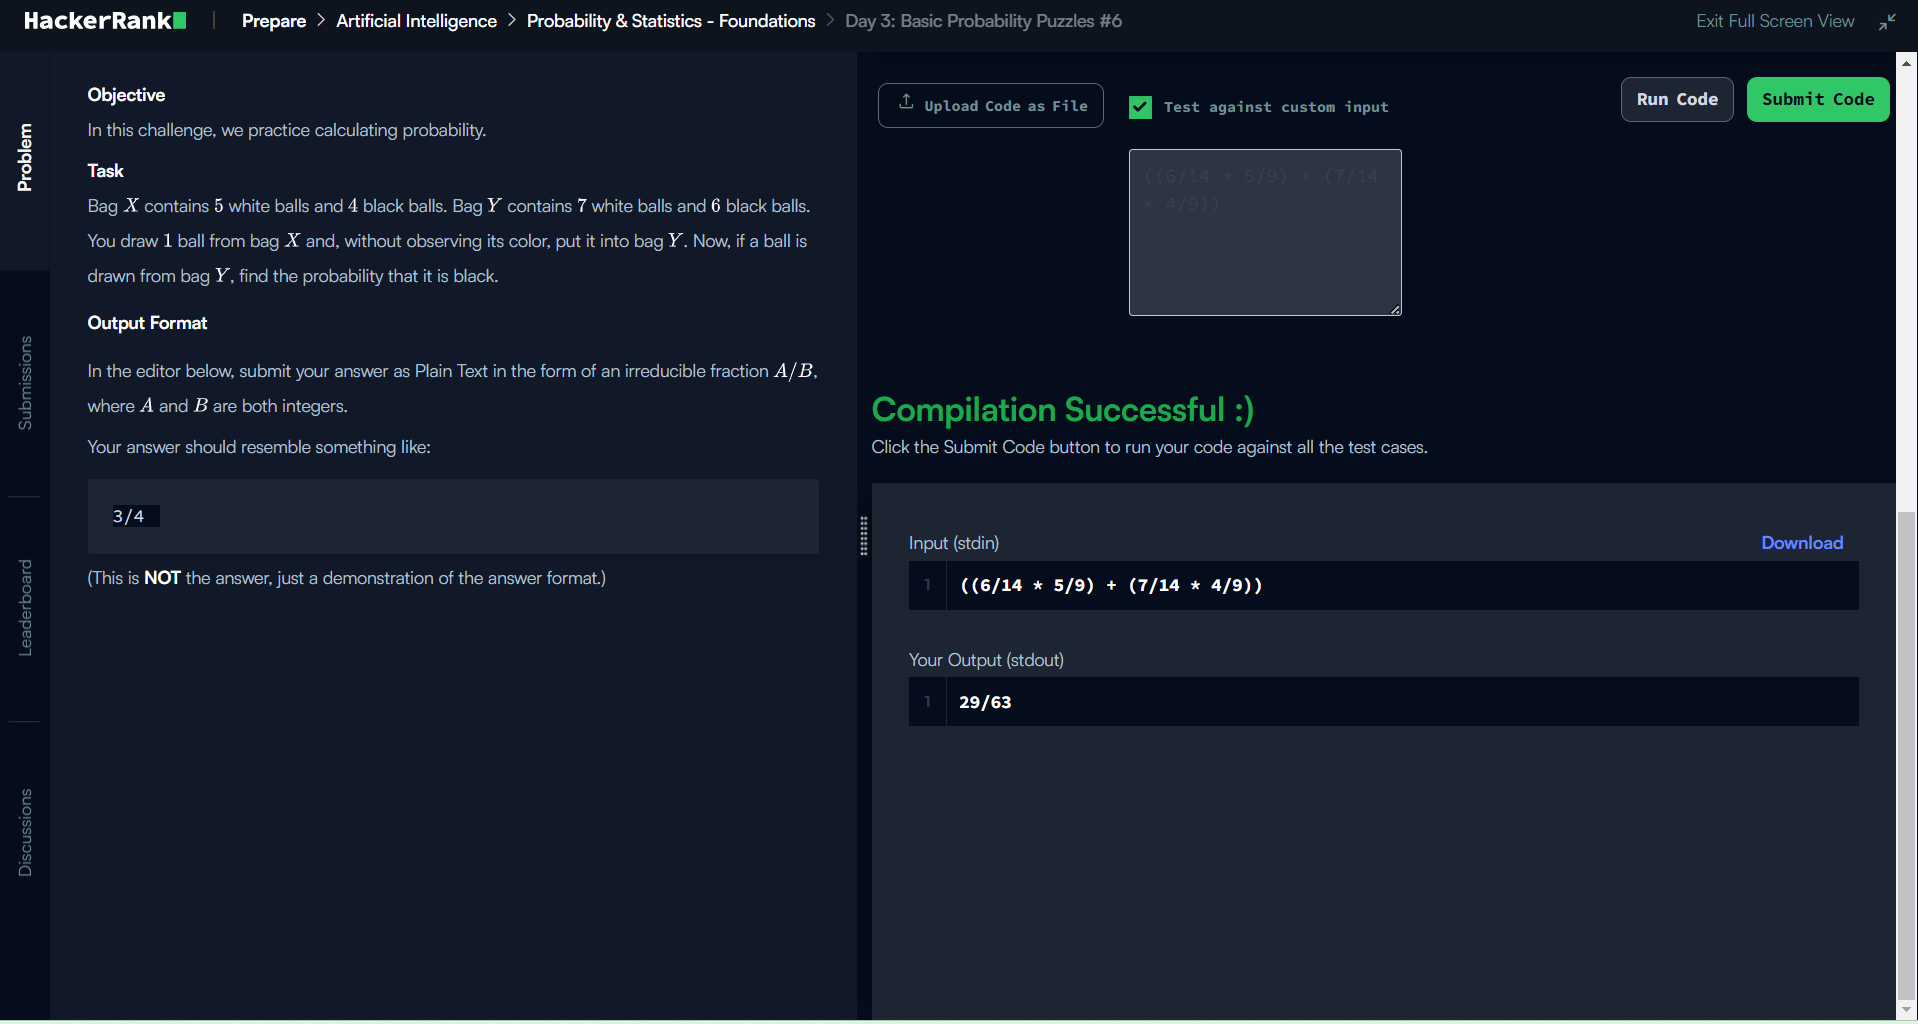 HackerRank | Prepare > Artificial Intelligence > Probability & Statistics - Foundations > Day 3: Basic Probability Puzzles #6
Exit Full Screen View
Problem
Submissions
Leaderboard
Discussions
Objective
In this challenge, we practice calculating probability.
Task
Bag X contains 5 white balls and 4 black balls. Bag Y contains 7 white balls and 6 black balls.
You draw 1 ball from bag X and, without observing its color, put it into bag Y. Now, if a ball is
drawn from bag Y, find the probability that it is black.
Output Format
In the editor below, submit your answer as Plain Text in the form of an irreducible fraction A/B,
where A and B are both integers.
Your answer should resemble something like:
3/4
(This is NOT the answer, just a demonstration of the answer format.)
Upload Code as File
Test against custom input
Run Code
Submit Code
((6/14 * 5/9) + (7/14
* 4/9))
Compilation Successful :)
Click the Submit Code button to run your code against all the test cases.
Input (stdin)
Download
1 ((6/14 * 5/9) + (7/14 * 4/9))
Your Output (stdout)
1 29/63